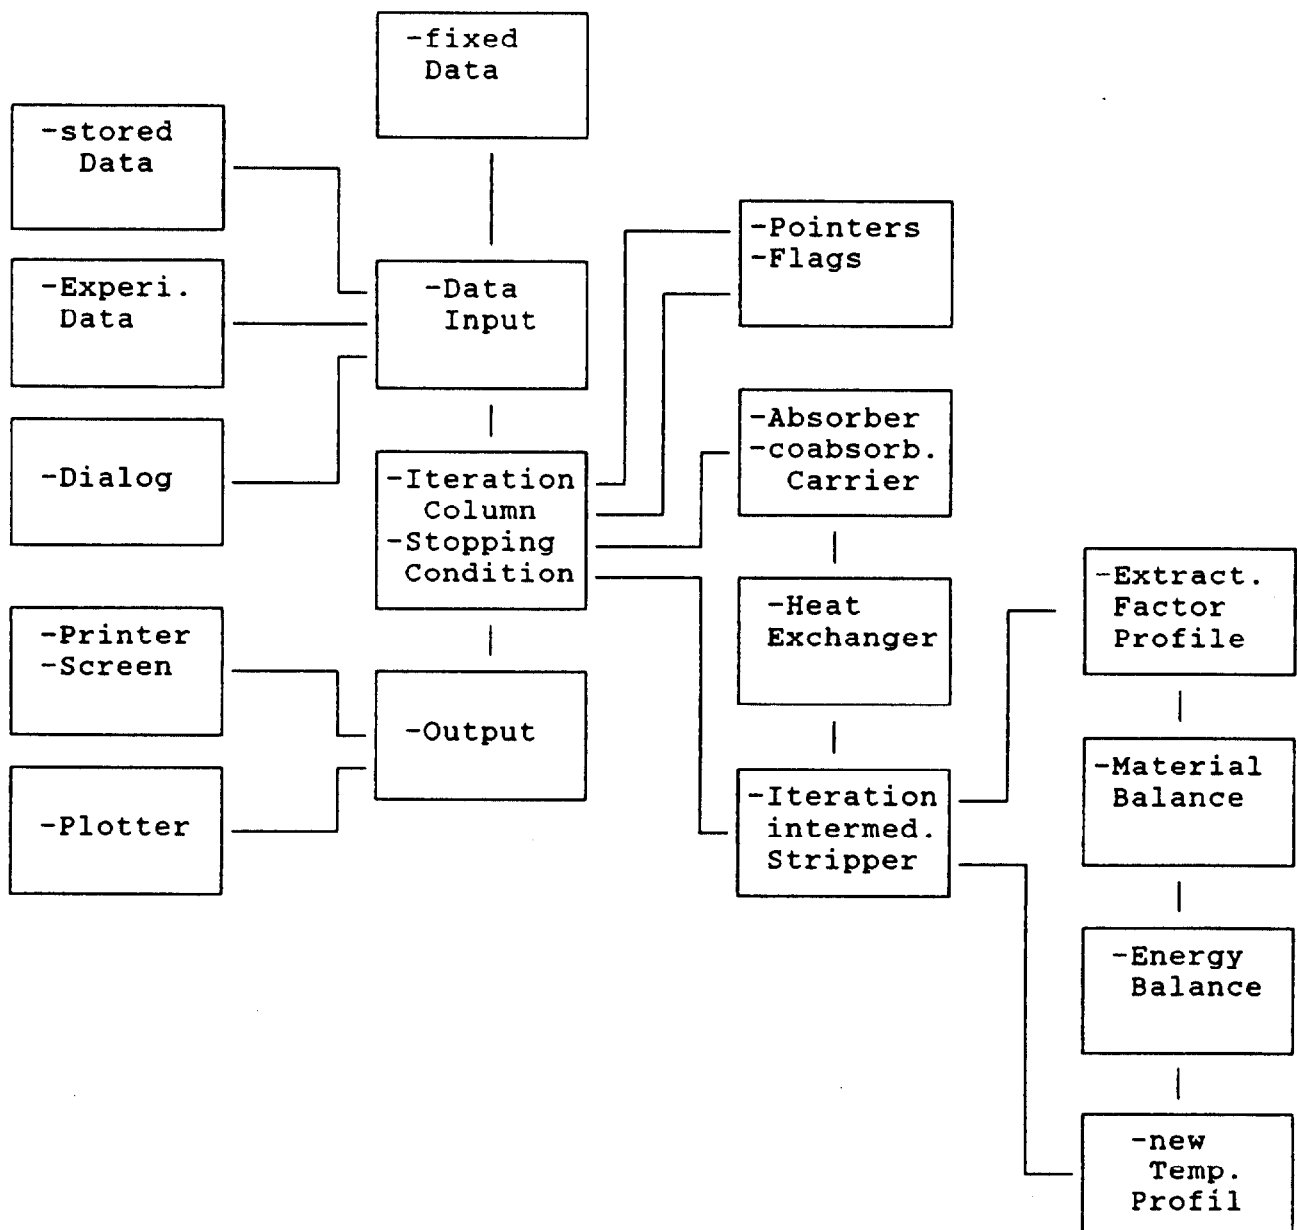 -fixed
Data
-stored
Data
-Experi.
Data
-Dialog
-Data
Input
-Iteration
Column
-Stopping
Condition
-Printer
-Screen
-Plotter
-Output
-Pointers
-Flags
-Absorber
-coabsorb.
Carrier
-Heat
Exchanger
-Iteration
intermed.
Stripper
-Extract.
Factor
Profile
-Material
Balance
-Energy
Balance
-new
Temp.
Profil